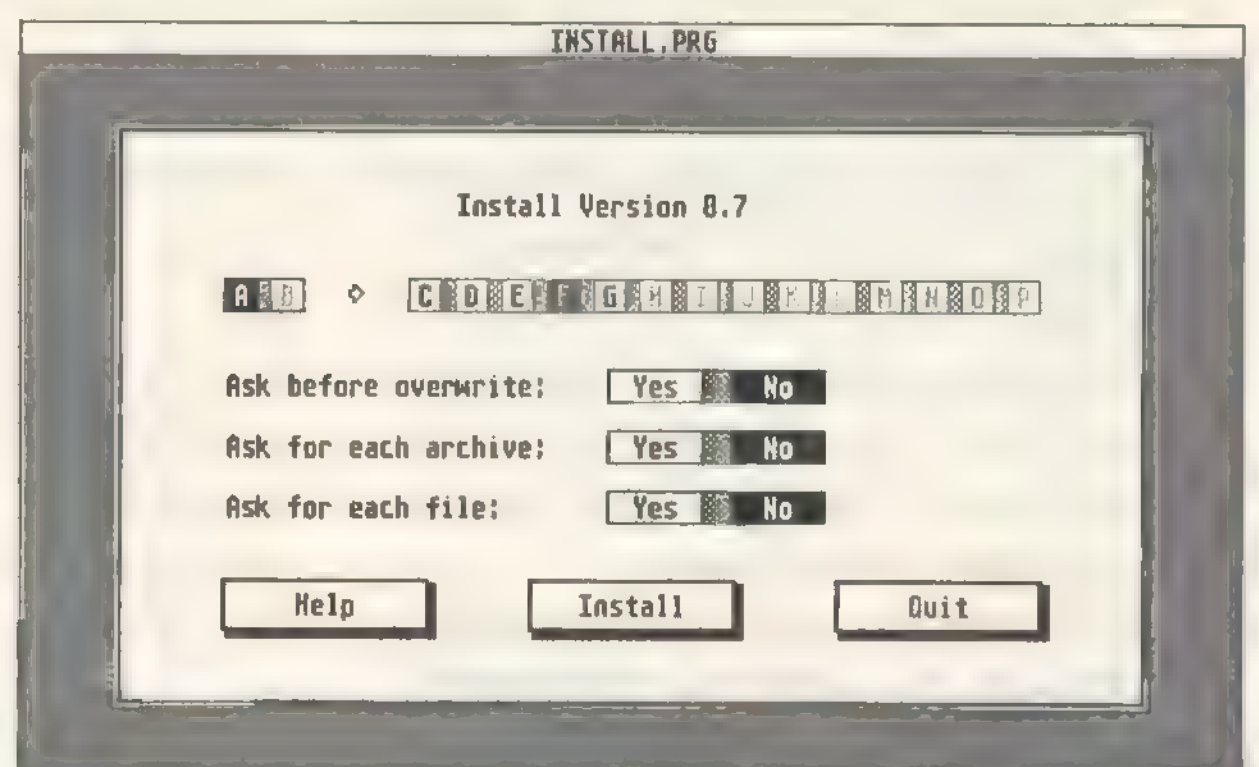 INSTALL.PRG
Install Version 0.7
A B ⇨ C D E F G H I J K L M N O P
Ask before overwrite: Yes No
Ask for each archive: Yes No
Ask for each file: Yes No
Help Install Quit